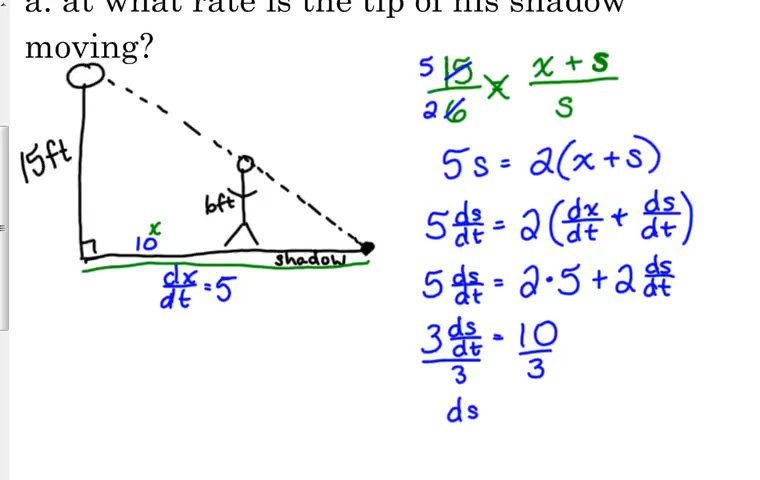 a. at what rate is the tip of his shadow
moving?
15ft
6ft
x
10
shadow
dx/dt = 5
5 15/2 6 × x + s/s
5s = 2(x+s)
5 ds/dt = 2(dx/dt + ds/dt)
5 ds/dt = 2·5 + 2 ds/dt
3 ds/dt/3 = 10/3
ds